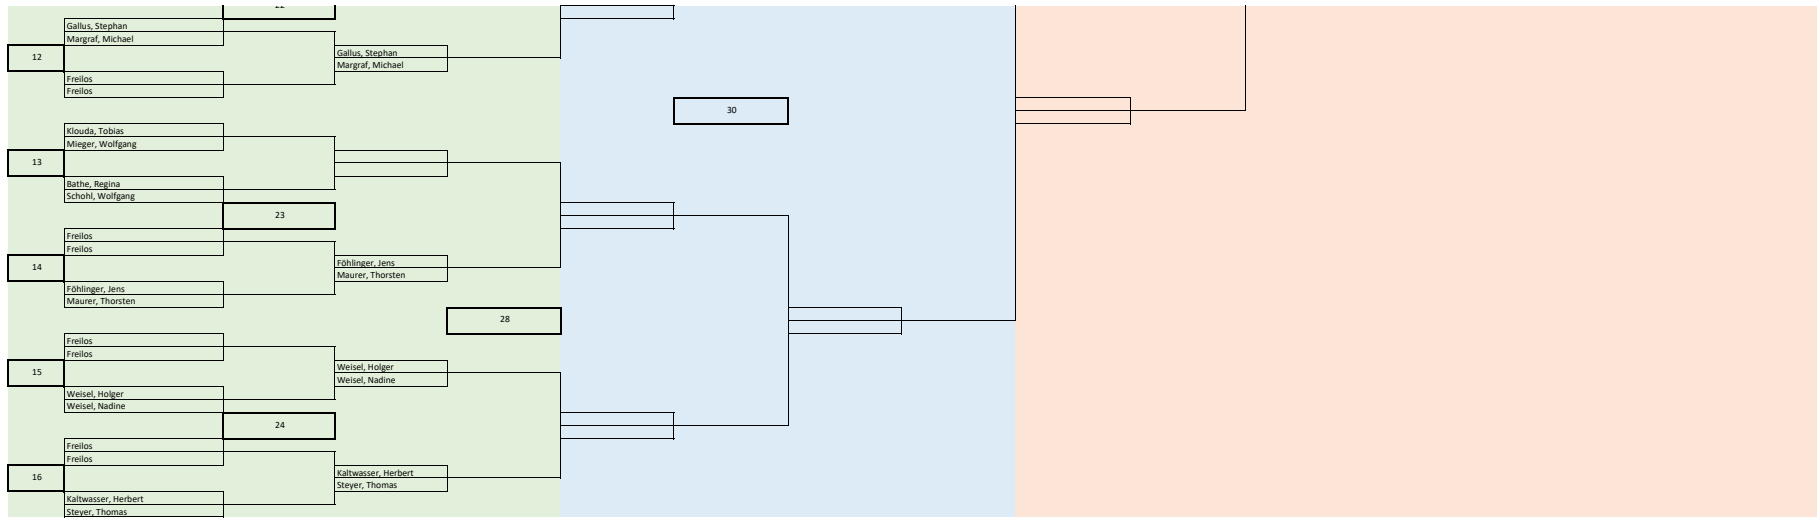 22
Gallus, Stephan
Margraf, Michael
12
Gallus, Stephan
Margraf, Michael
Freilos
Freilos
30
Klouda, Tobias
Mieger, Wolfgang
13
Bathe, Regina
Schohl, Wolfgang
23
Freilos
Freilos
14
Föhlinger, Jens
Maurer, Thorsten
Föhlinger, Jens
Maurer, Thorsten
28
Freilos
Freilos
15
Weisel, Holger
Weisel, Nadine
Weisel, Holger
Weisel, Nadine
24
Freilos
Freilos
16
Kaltwasser, Herbert
Steyer, Thomas
Kaltwasser, Herbert
Steyer, Thomas